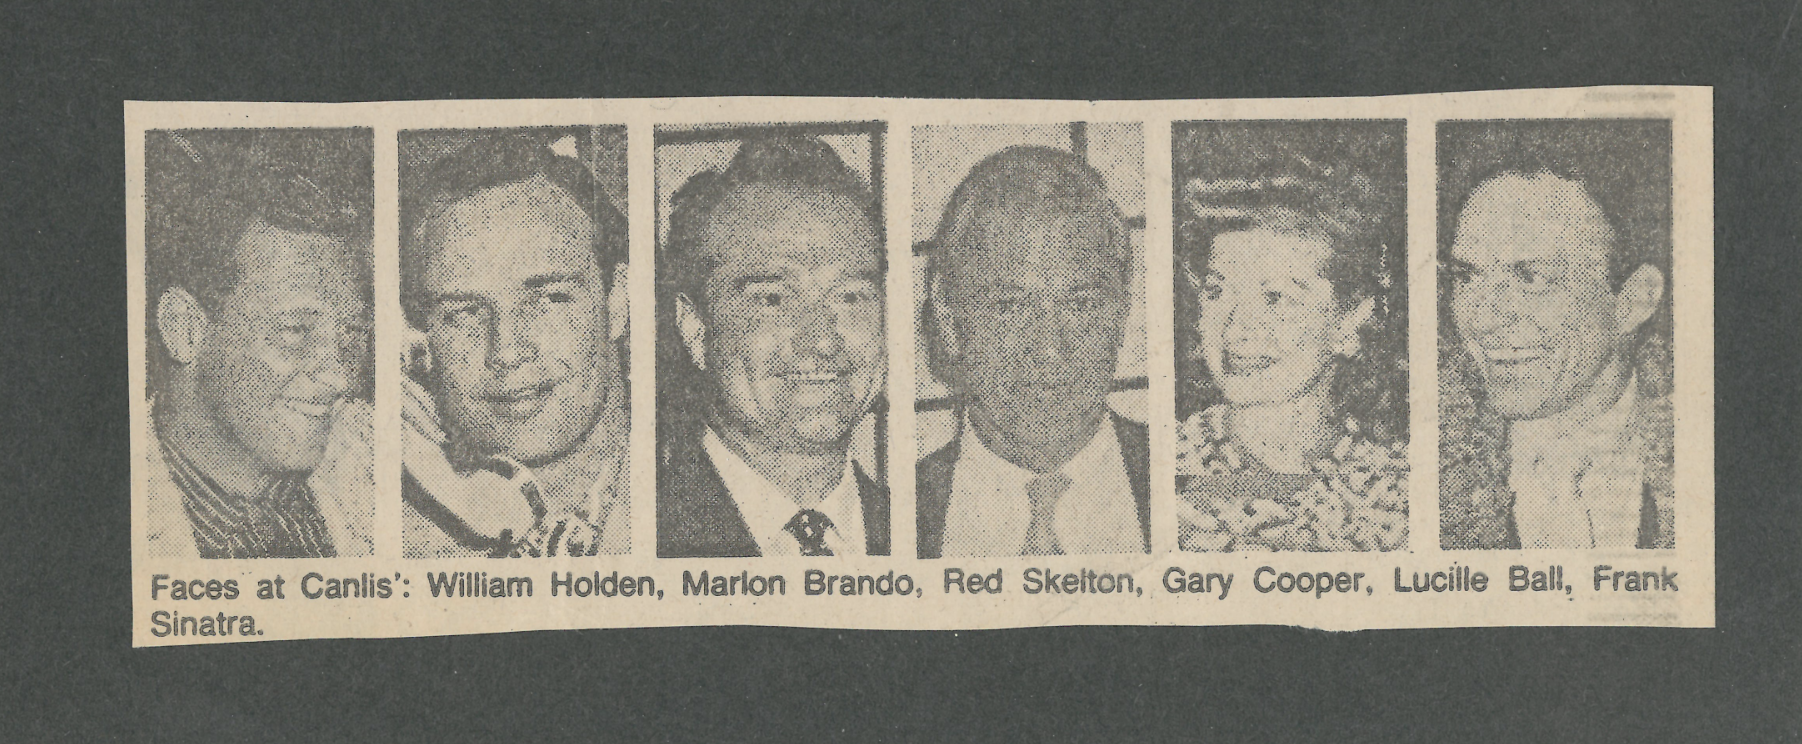 Faces at Canlis': William Holden, Marlon Brando, Red Skelton, Gary Cooper, Lucille Ball, Frank
Sinatra.